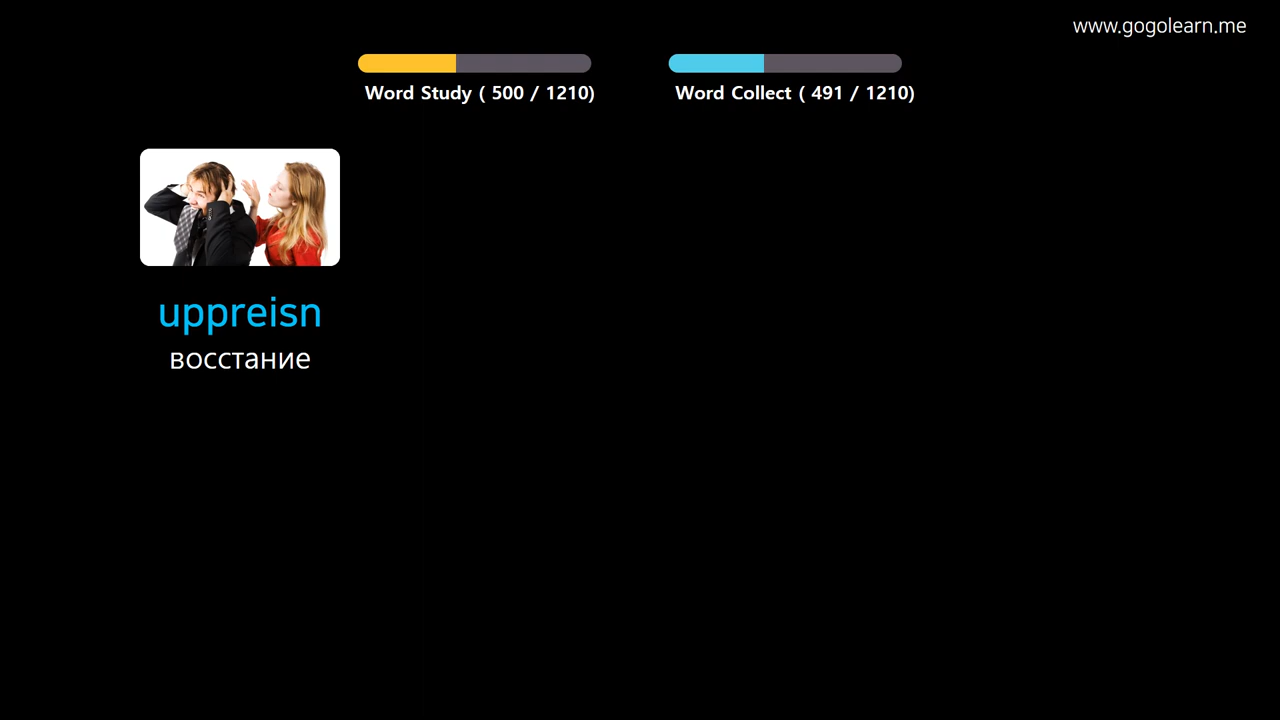 www.gogolearn.me
Word Study ( 500 / 1210)
Word Collect ( 491 / 1210)
uppreisn
восстание